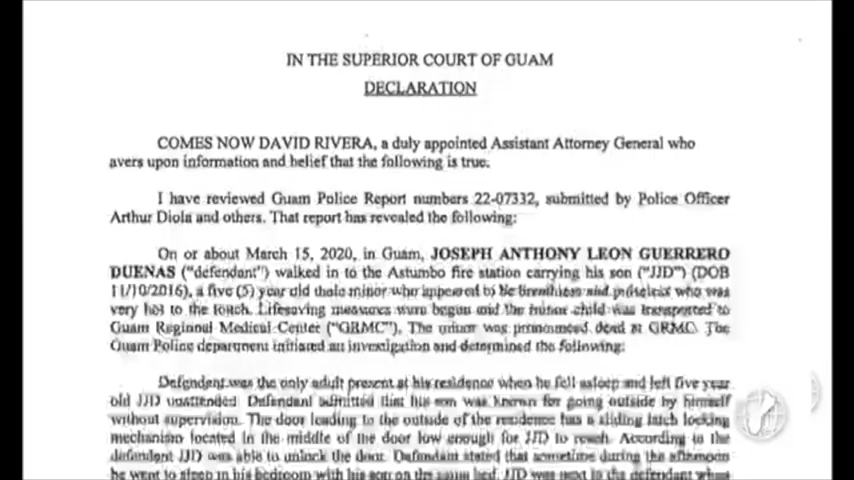 IN THE SUPERIOR COURT OF GUAM
DECLARATION
COMES NOW DAVID RIVERA, a duly appointed Assistant Attorney General who
avers upon information and belief that the following is true.
I have reviewed Guam Police Report numbers 22-07332, submitted by Police Officer
Arthur Diola and others. That report has revealed the following:
On or about March 15, 2020, in Guam, JOSEPH ANTHONY LEON GUERRERO
DUENAS ("defendant") walked in to the Astumbo fire station carrying his son ("JJD") (DOB
11/10/2016), a five (5) year old male minor who appeared to be breathless and pulseless who was
very hot to the touch. Lifesaving measures were begun and the minor child was transported to
Guam Regional Medical Center ("GRMC"). The minor was pronounced dead at GRMC. The
Guam Police department initiated an investigation and determined the following:
Defendant was the only adult present at his residence when he fell asleep and left five year
old JJD unattended. Defendant admitted that his son was known for going outside by himself
without supervision. The door leading to the outside of the residence has a sliding latch locking
mechanism located in the middle of the door low enough for JJD to reach. According to the
defendant JJD was able to unlock the door. Defendant stated that sometime during the afternoon
he went to sleep in his bedroom with his son on the same bed. JJD was next to the defendant when